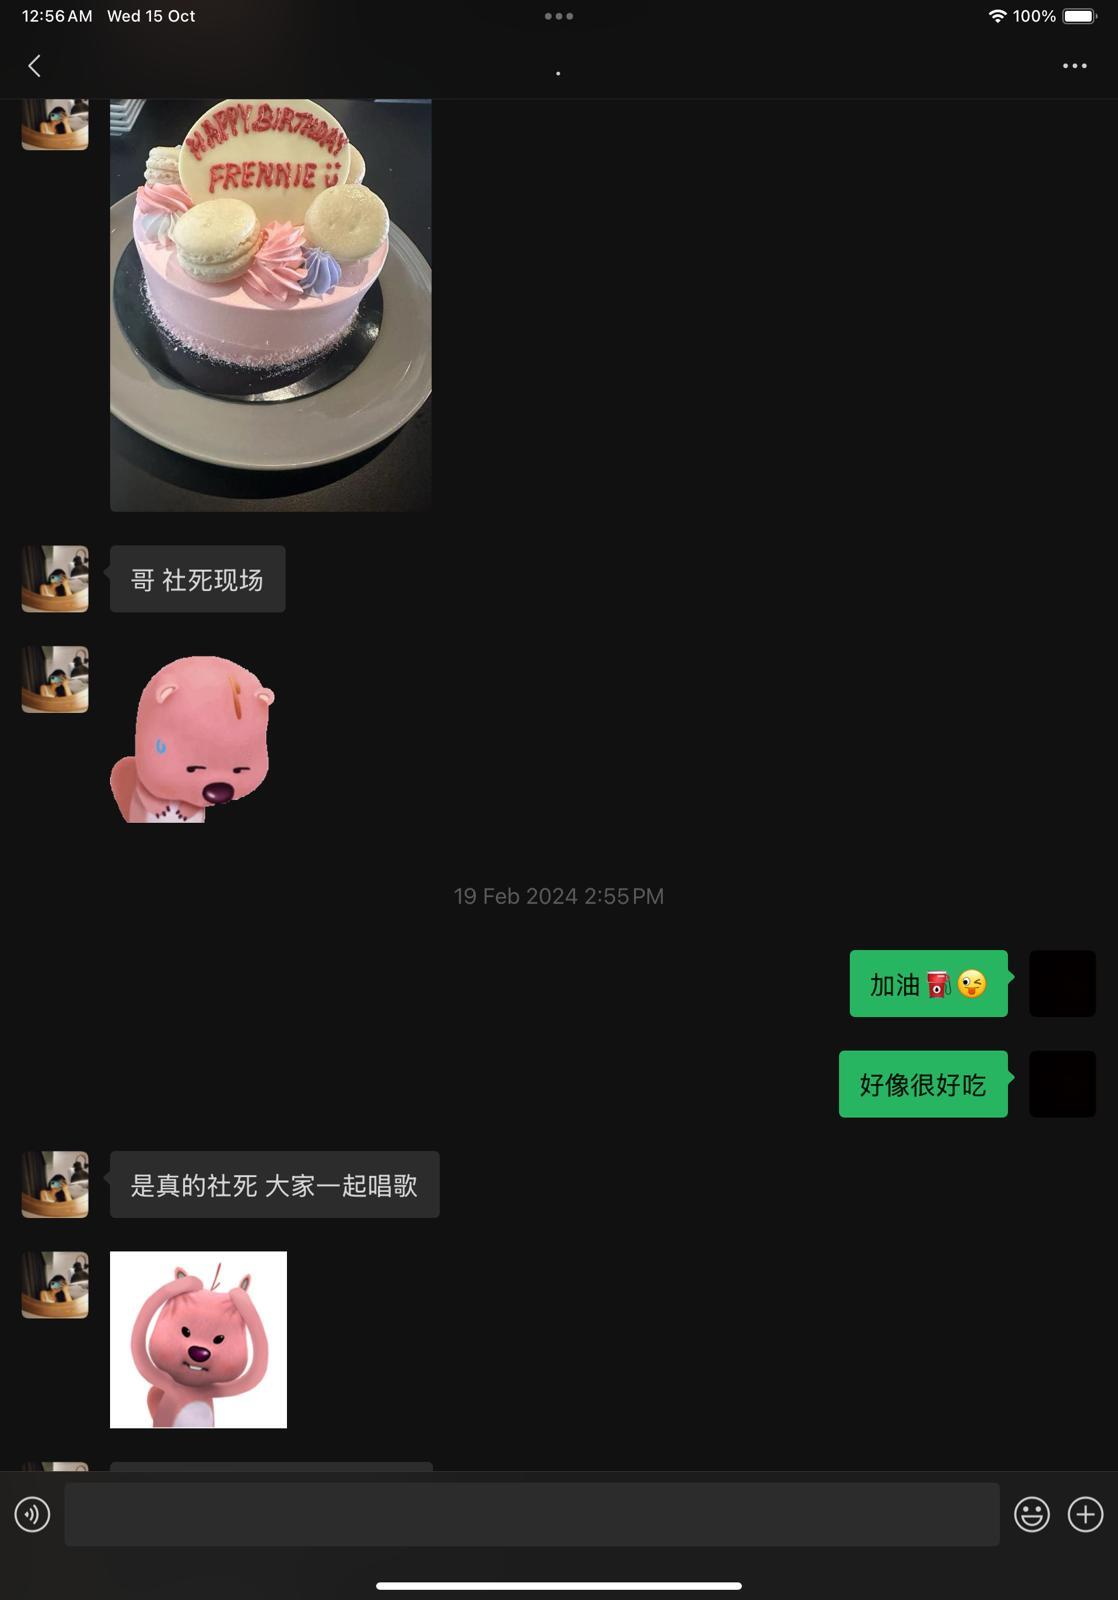 12:56 AM Wed 15 Oct
100%
.
HAPPY BIRTHDAY
FRENNIE
哥 社死现场
19 Feb 2024 2:55 PM
加油⛽😜
好像很好吃
是真的社死 大家一起唱歌